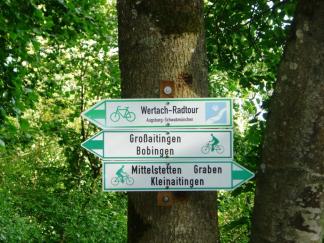 Wertach-Radtour
Augsburg-Schwabmünchen
Großaitingen
Bobingen
Mittelstetten Graben
Kleinaitingen